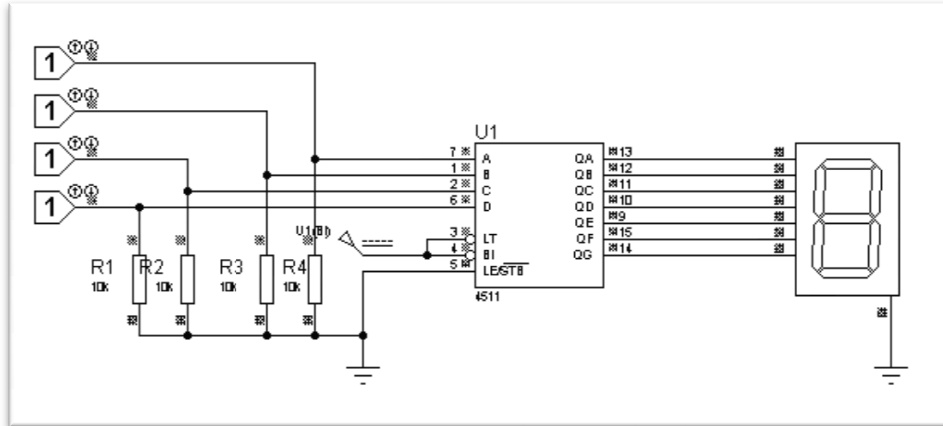 1
1
1
1
U1
7 A QA 13
1 B QB 12
2 C QC 11
6 D QD 10
QE 9
3 LT QF 15
4 BI QG 14
5 LE/STB
4511
U1(BI)
R1 R2 R3 R4
10k 10k 10k 10k